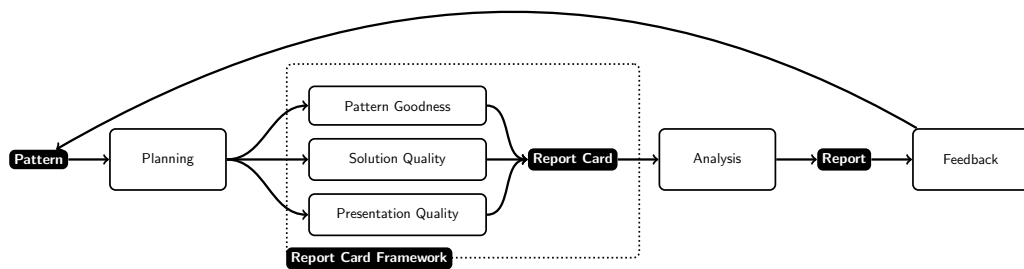 Pattern
Planning
Pattern Goodness
Solution Quality
Presentation Quality
Report Card
Report Card Framework
Analysis
Report
Feedback